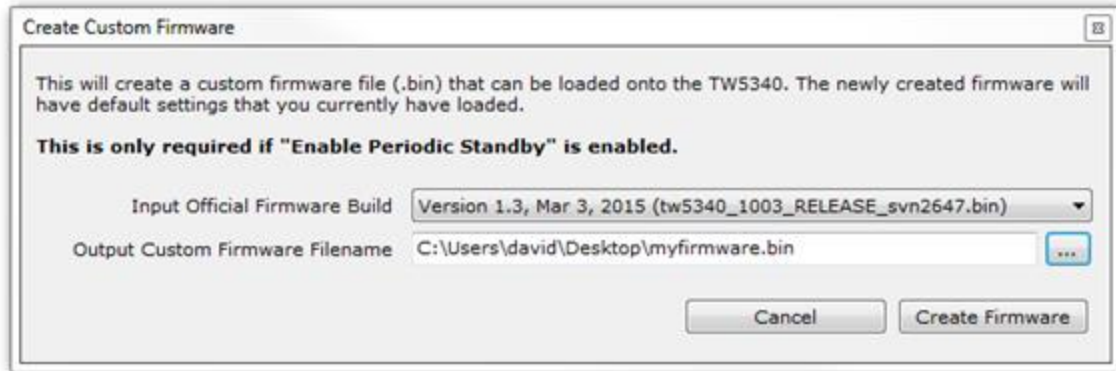 Create Custom Firmware
This will create a custom firmware file (.bin) that can be loaded onto the TW5340. The newly created firmware will
have default settings that you currently have loaded.
This is only required if "Enable Periodic Standby" is enabled.
Input Official Firmware Build Version 1.3, Mar 3, 2015 (tw5340_1003_RELEASE_svn2647.bin)
Output Custom Firmware Filename C:\Users\david\Desktop\myfirmware.bin ...
Cancel Create Firmware